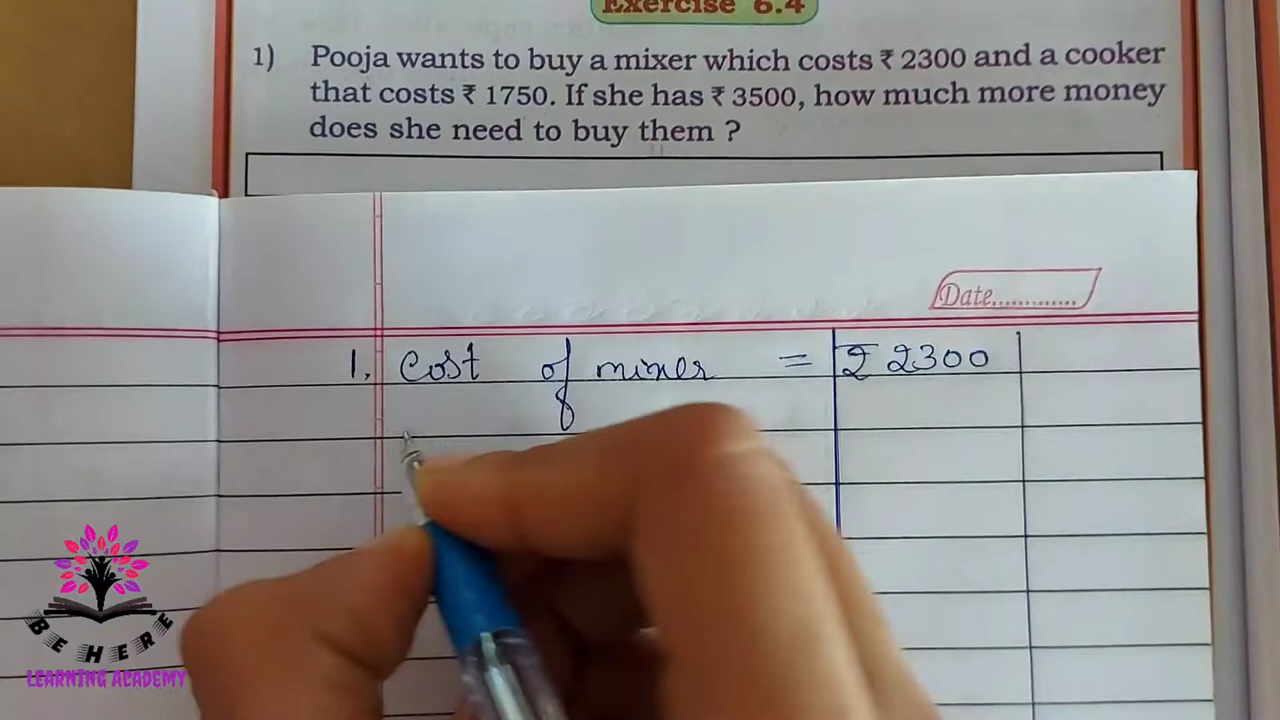 Exercise 6.4
1) Pooja wants to buy a mixer which costs ₹ 2300 and a cooker
that costs ₹ 1750. If she has ₹ 3500, how much more money
does she need to buy them ?
Date.............
1. Cost of mixer = ₹ 2300
BE HERE
LEARNING ACADEMY